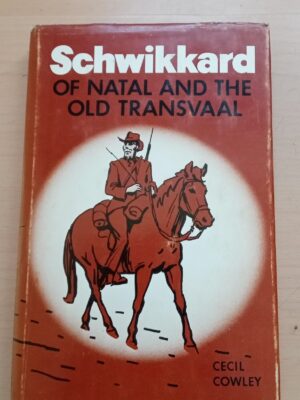 Schwikkard
OF NATAL AND THE
OLD TRANSVAAL
CECIL
COWLEY